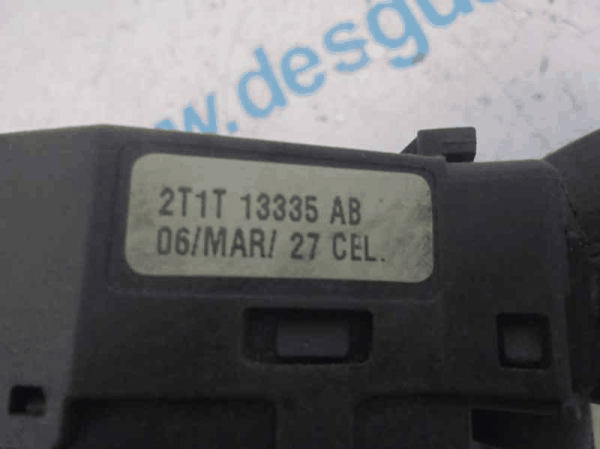 w.desgu
2T1T 13335 AB
06/MAR/ 27 CEL.